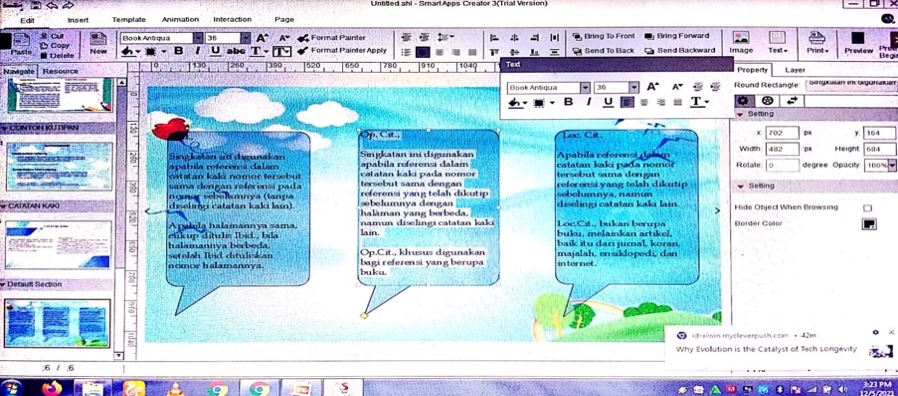 Untitled.ahl - SmartApps Creator 3(Trial Version)
Edit Insert Template Animation Interaction Page
Paste Cut Copy Delete New
Book Antiqua 36 A A Format Painter
B I U abc T T Format Painter Apply
Bring To Front Bring Forward
Send To Back Send Backward
Image Text Print Preview
Navigate Resource
0 130 260 390 520 650 780 910 1040
Text
Book Antiqua 36 A A
B I U T
CONTOH KUTIPAN
CATATAN KAKI
Default Section
Singkatan ini digunakan
apabila referensi dalam
catatan kaki nomor tersebut
sama dengan referensi pada
nomor sebelumnya (tanpa
diselingi catatan kaki lain).
Apabila halamannya sama,
cukup ditulis Ibid., bila
halamannya berbeda,
setelah Ibid dituliskan
nomor halamannya.
Op, Cit.,
Singkatan ini digunakan
apabila referensi dalam
catatan kaki pada nomor
tersebut sama dengan
referensi yang telah dikutip
sebelumnya dengan
halaman yang berbeda,
namun diselingi catatan kaki
lain.
Op.Cit., khusus digunakan
bagi referensi yang berupa
buku.
Loc. Cit.,
Apabila referensi dalam
catatan kaki pada nomor
tersebut sama dengan
referensi yang telah dikutip
sebelumnya, namun
diselingi catatan kaki lain.
Loc.Cit., bukan berupa
buku, melainkan artikel,
baik itu dari jurnal, koran,
majalah, ensiklopedi, dan
internet.
Property Layer
Round Rectangle: Singkatan ini digunakan
Setting
x: 702 px y: 164
Width: 482 px Height: 684
Rotate: 0 degree Opacity 100%
Setting
Hide Object When Browsing
Border Color
id-aiwin.mycleverpush.com • 42m
Why Evolution is the Catalyst of Tech Longevity
:6 / :6
3:23 PM
12/5/2021